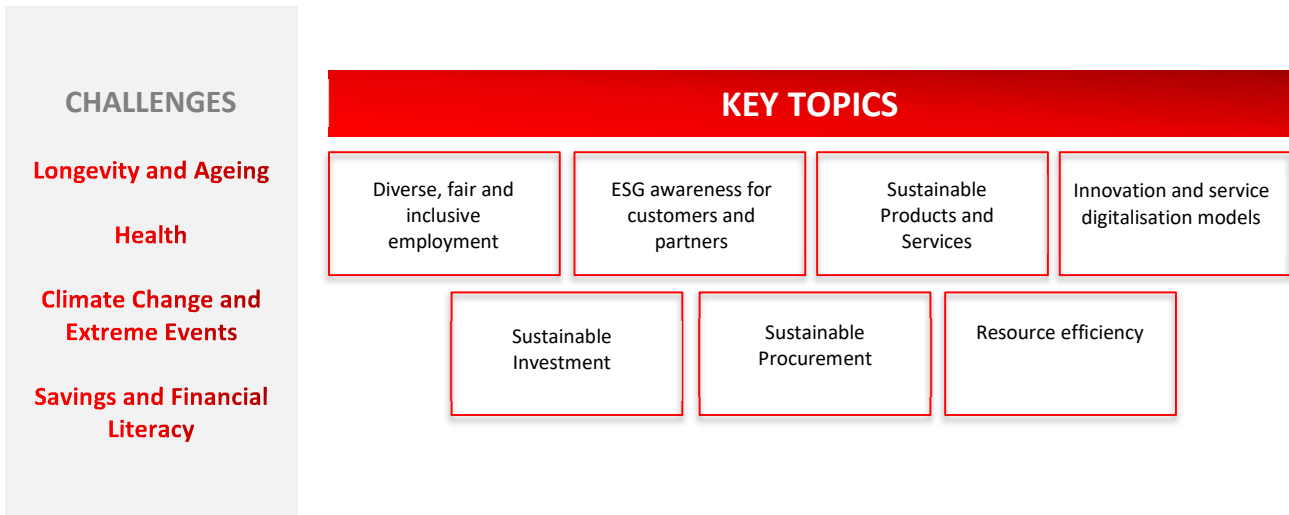 CHALLENGES
Longevity and Ageing
Health
Climate Change and
Extreme Events
Savings and Financial
Literacy
KEY TOPICS
Diverse, fair and
inclusive
employment
ESG awareness for
customers and
partners
Sustainable
Products and
Services
Innovation and service
digitalisation models
Sustainable
Investment
Sustainable
Procurement
Resource efficiency